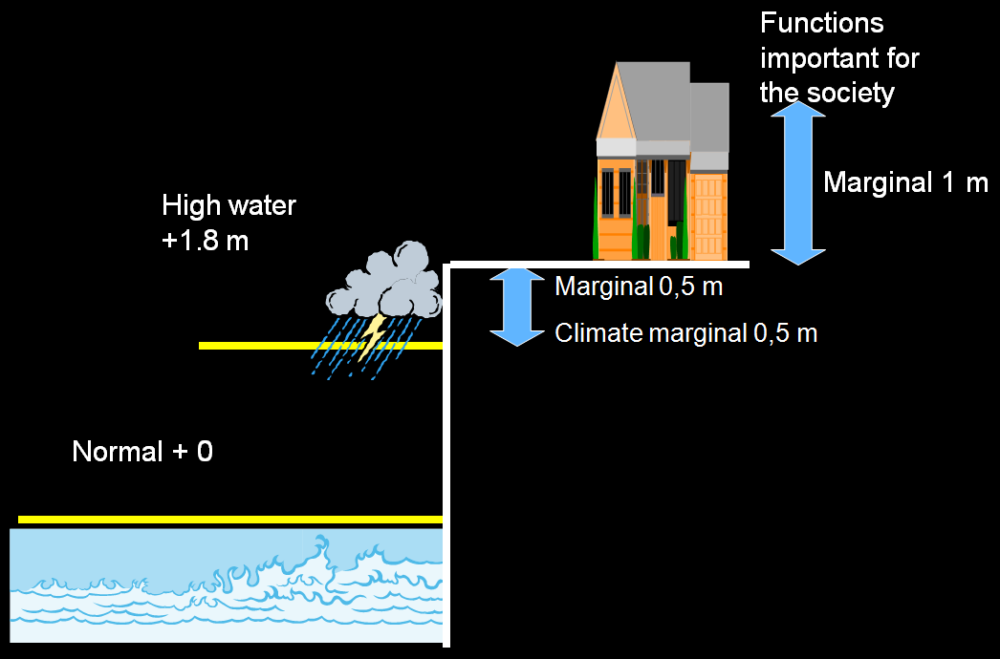 Functions
important for
the society
Marginal 1 m
High water
+1.8 m
Marginal 0,5 m
Climate marginal 0,5 m
Normal + 0